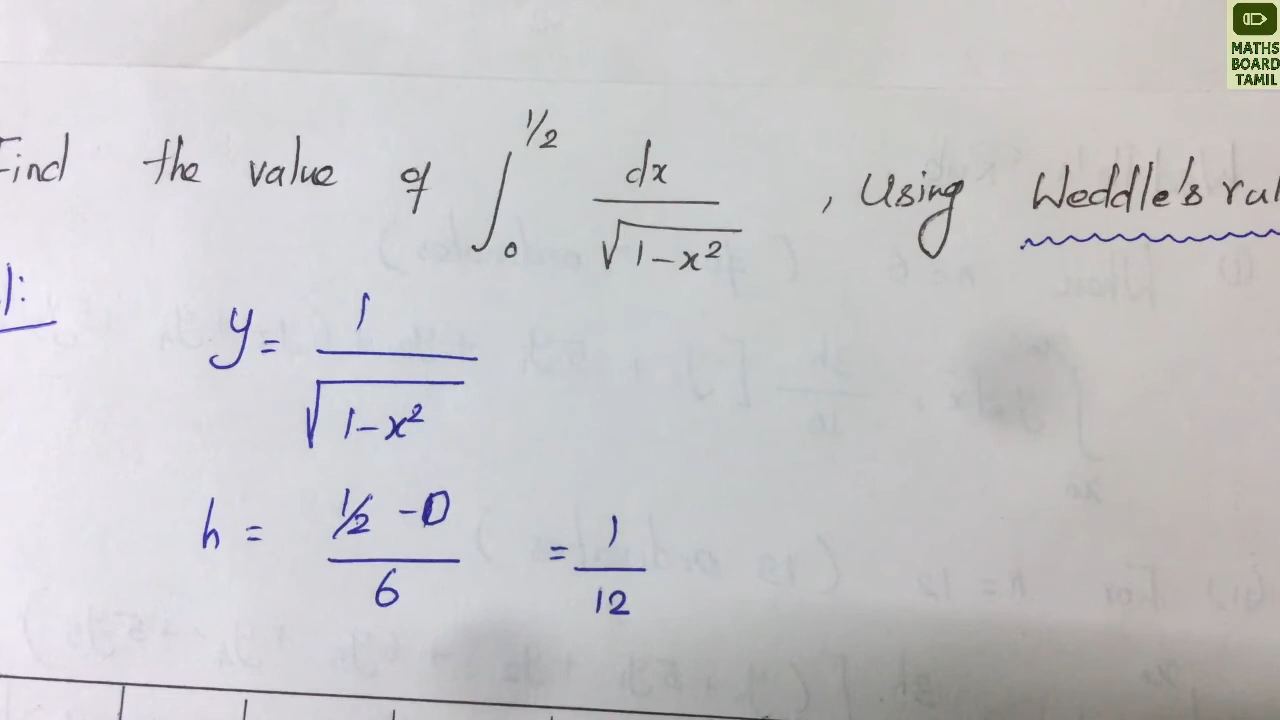 Find the value of ∫₀^{1/2} dx/√(1-x²) , Using Weddle's rul
l:
y = 1/√(1-x²)
h = (1/2 - 0)/6 = 1/12
MATHS
BOARD
TAMIL